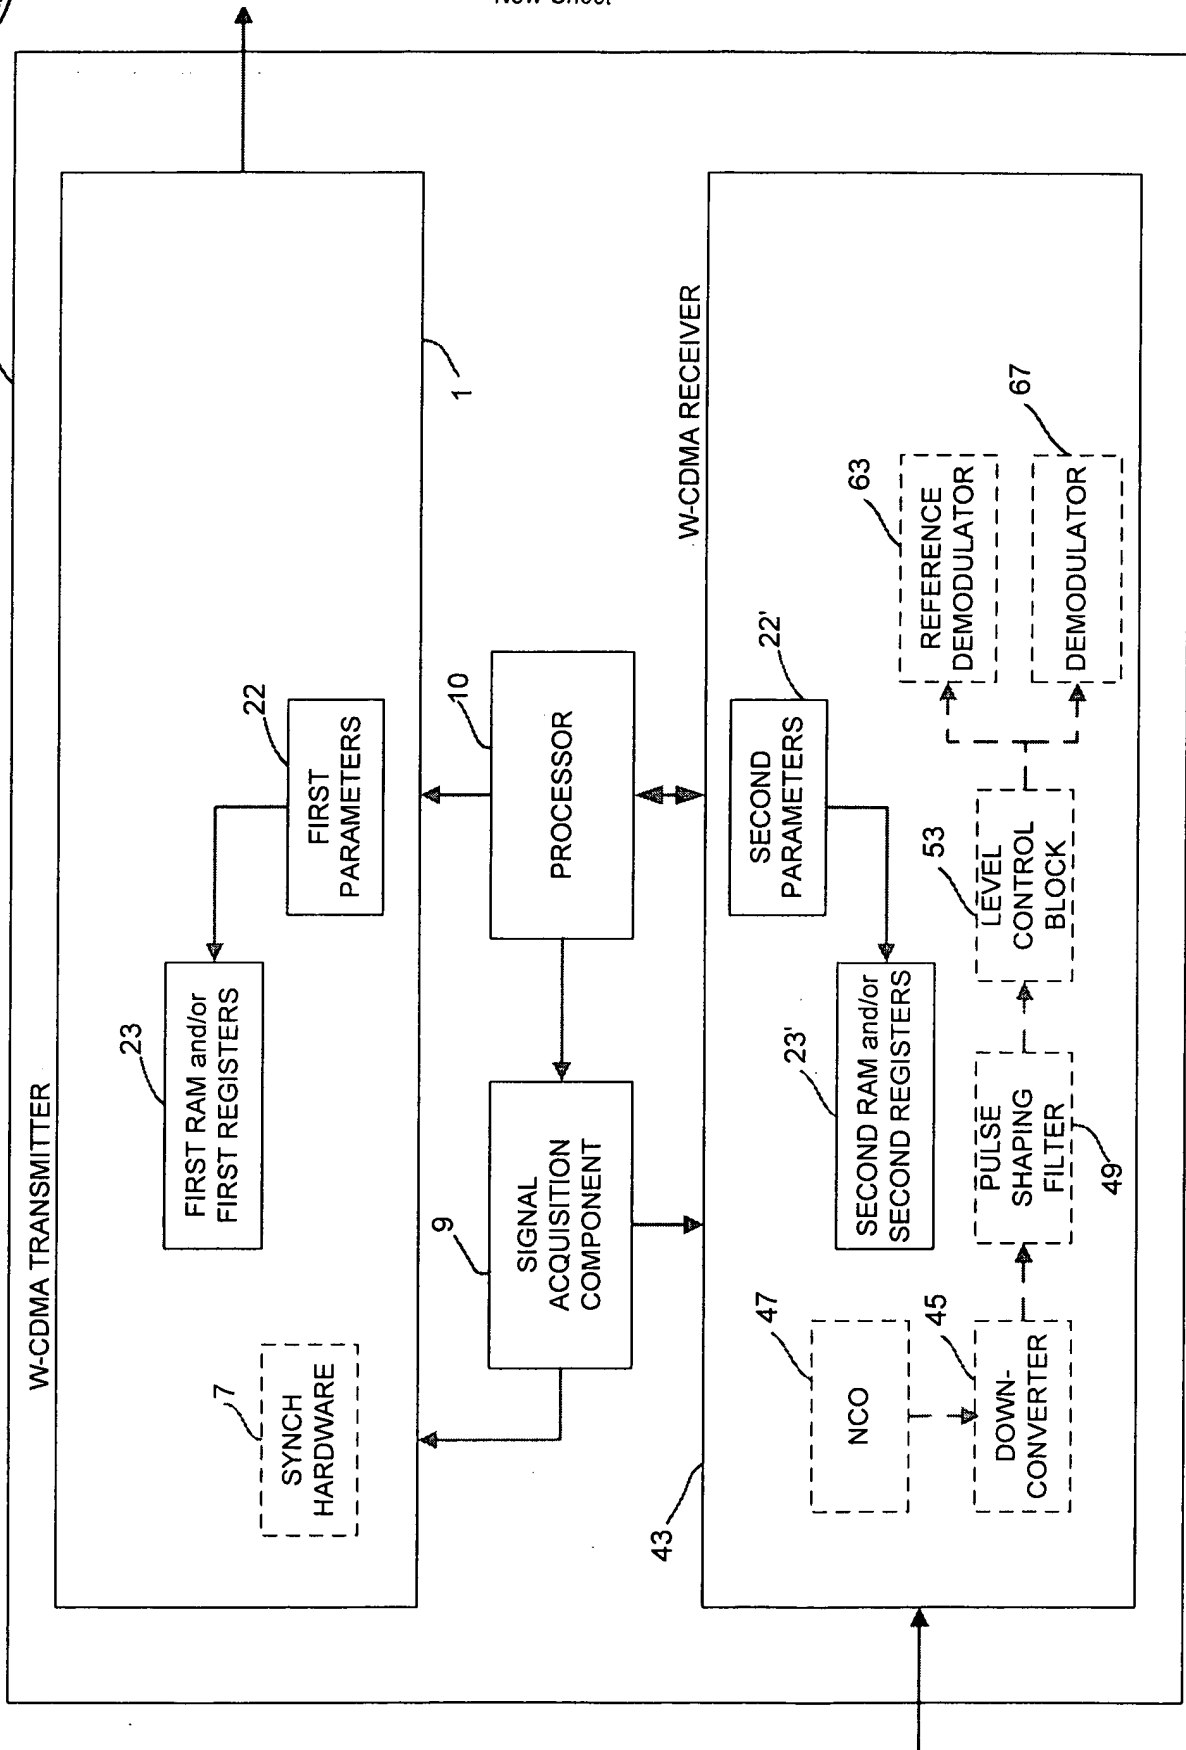 New Sheet
W-CDMA TRANSMITTER
23
FIRST RAM and/or
FIRST REGISTERS
7
SYNCH
HARDWARE
22
FIRST
PARAMETERS
1
9
SIGNAL
ACQUISITION
COMPONENT
10
PROCESSOR
43
W-CDMA RECEIVER
22'
SECOND
PARAMETERS
23'
SECOND RAM and/or
SECOND REGISTERS
47
NCO
45
DOWN-
CONVERTER
PULSE
SHAPING
FILTER
49
53
LEVEL
CONTROL
BLOCK
63
REFERENCE
DEMODULATOR
67
DEMODULATOR